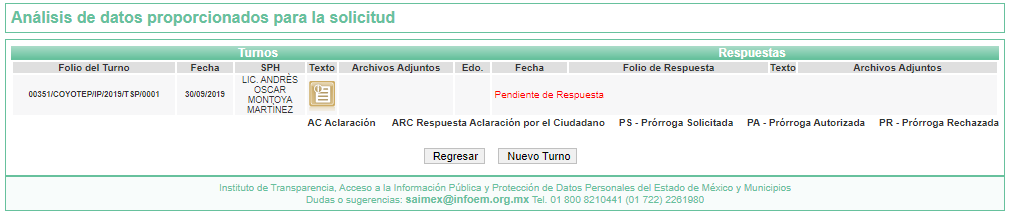 Análisis de datos proporcionados para la solicitud
Turnos Respuestas
Folio del Turno Fecha SPH Texto Archivos Adjuntos Edo. Fecha Folio de Respuesta Texto Archivos Adjuntos
00351/COYOTEP/IP/2019/TSP/0001 30/09/2019 LIC. ANDRÈS
OSCAR
MONTOYA
MARTÍNEZ
Pendiente de Respuesta
AC Aclaración ARC Respuesta Aclaración por el Ciudadano PS - Prórroga Solicitada PA - Prórroga Autorizada PR - Prórroga Rechazada
Regresar Nuevo Turno
Instituto de Transparencia, Acceso a la Información Pública y Protección de Datos Personales del Estado de México y Municipios
Dudas o sugerencias: saimex@infoem.org.mx Tel. 01 800 8210441 (01 722) 2261980